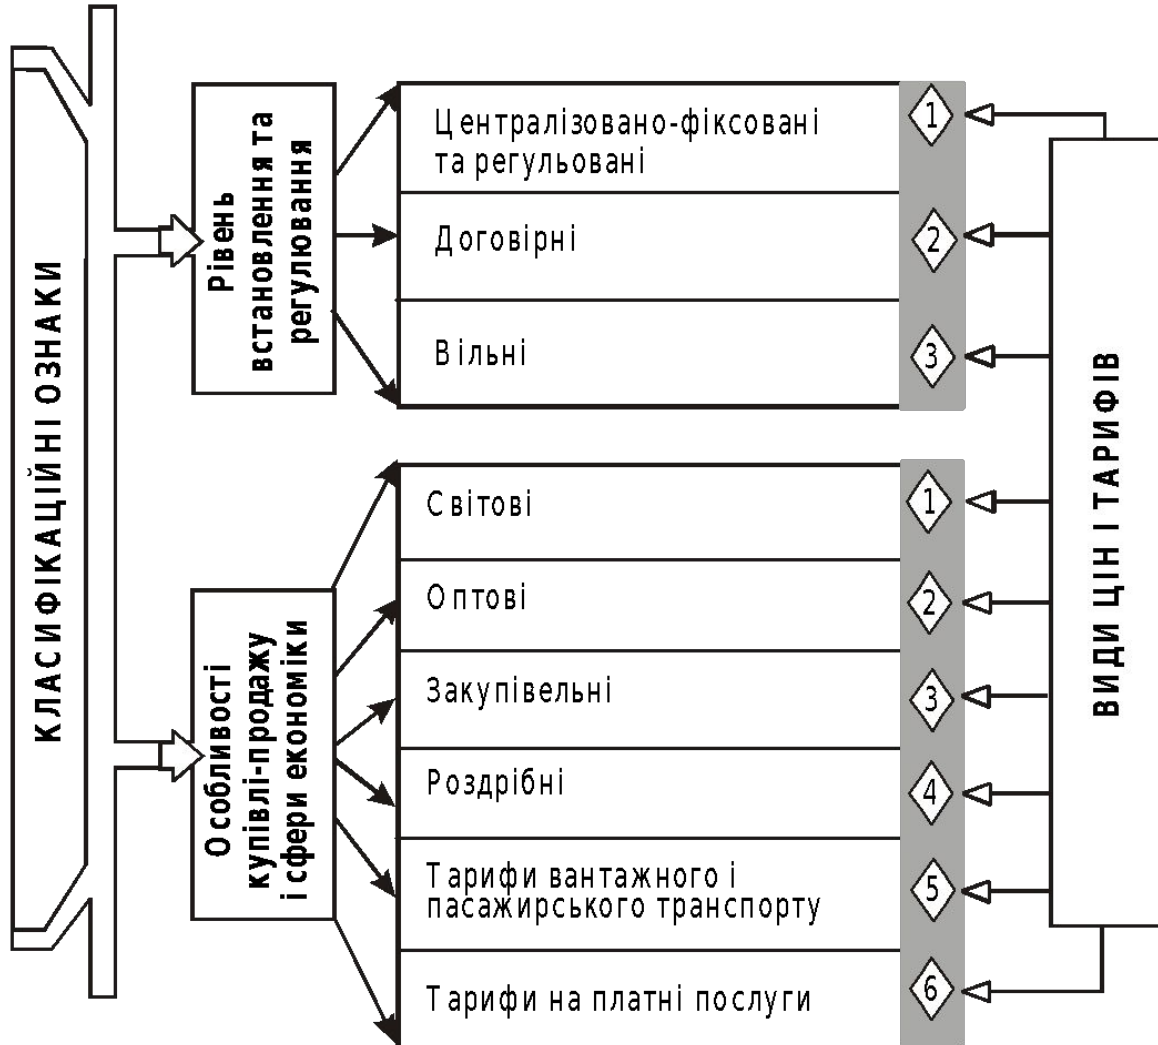 КЛАСИФІКАЦІЙНІ ОЗНАКИ
Рівень
встановлення та
регулювання
Централізовано-фіксовані
та регульовані
1
Договірні
2
Вільні
3
Особливості
купівлі-продажу
і сфери економіки
Світові
1
Оптові
2
Закупівельні
3
Роздрібні
4
Тарифи вантажного і
пасажирського транспорту
5
Тарифи на платні послуги
6
ВИДИ ЦІН І ТАРИФІВ